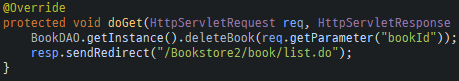 @Override
protected void doGet(HttpServletRequest req, HttpServletResponse
BookDAO.getInstance().deleteBook(req.getParameter("bookId"));
resp.sendRedirect("/Bookstore2/book/list.do");
}